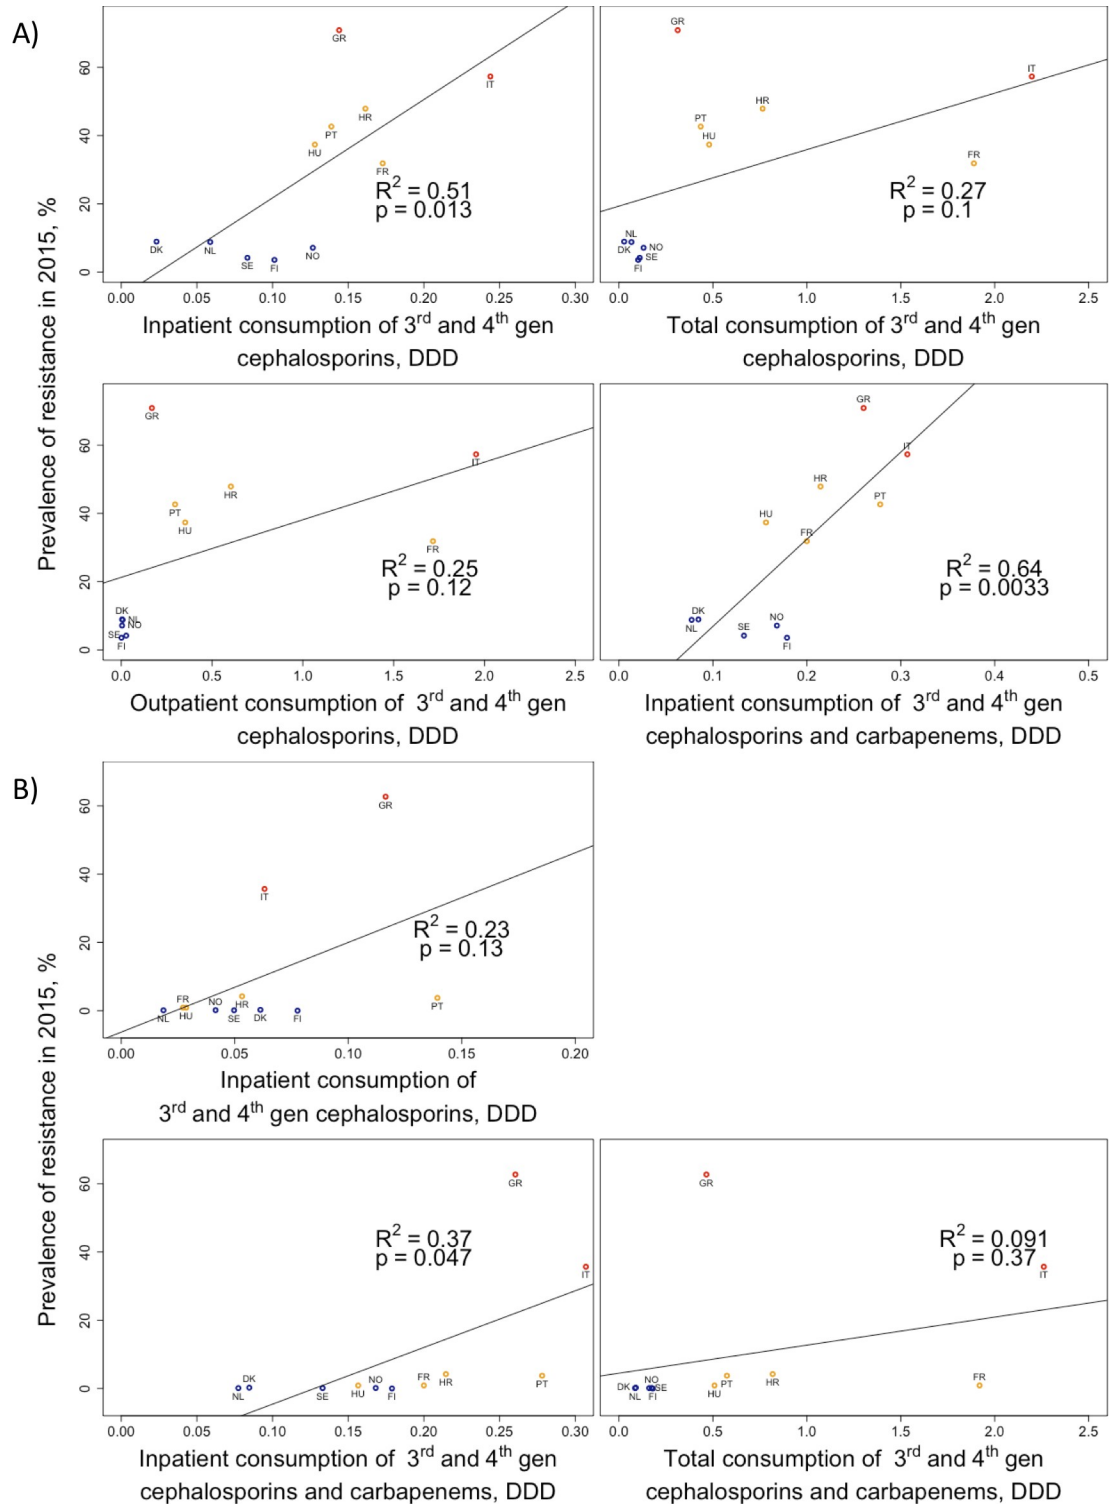 A)
Prevalence of resistance in 2015, %
0 20 40 60
GR
IT
HR
PT
HU
FR
R² = 0.51
p = 0.013
DK
NL
SE
FI
NO
0.00 0.05 0.10 0.15 0.20 0.25 0.30
Inpatient consumption of 3rd and 4th gen
cephalosporins, DDD
GR
IT
HR
PT
HU
FR
R² = 0.27
p = 0.1
NL
DK
NO
SE
FI
0.0 0.5 1.0 1.5 2.0 2.5
Total consumption of 3rd and 4th gen
cephalosporins, DDD
0 20 40 60
GR
IT
HR
PT
HU
FR
R² = 0.25
p = 0.12
DK
NL
NO
SE
FI
0.0 0.5 1.0 1.5 2.0 2.5
Outpatient consumption of 3rd and 4th gen
cephalosporins, DDD
GR
IT
HR
PT
HU
FR
R² = 0.64
p = 0.0033
DK
NL
SE
NO
FI
0.0 0.1 0.2 0.3 0.4 0.5
Inpatient consumption of 3rd and 4th gen
cephalosporins and carbapenems, DDD
B)
Prevalence of resistance in 2015, %
0 20 40 60
GR
IT
R² = 0.23
p = 0.13
FR
NL
HU
NO
SE
HR
DK
FI
PT
0.00 0.05 0.10 0.15 0.20
Inpatient consumption of
3rd and 4th gen cephalosporins, DDD
0 20 40 60
GR
R² = 0.37
p = 0.047
IT
DK
NL
SE
HU
NO
FI
FR
HR
PT
0.00 0.05 0.10 0.15 0.20 0.25 0.30
Inpatient consumption of 3rd and 4th gen
cephalosporins and carbapenems, DDD
GR
R² = 0.091
p = 0.37
IT
DK
NL
NO
FI
SE
HU
PT
HR
FR
0.0 0.5 1.0 1.5 2.0 2.5
Total consumption of 3rd and 4th gen
cephalosporins and carbapenems, DDD